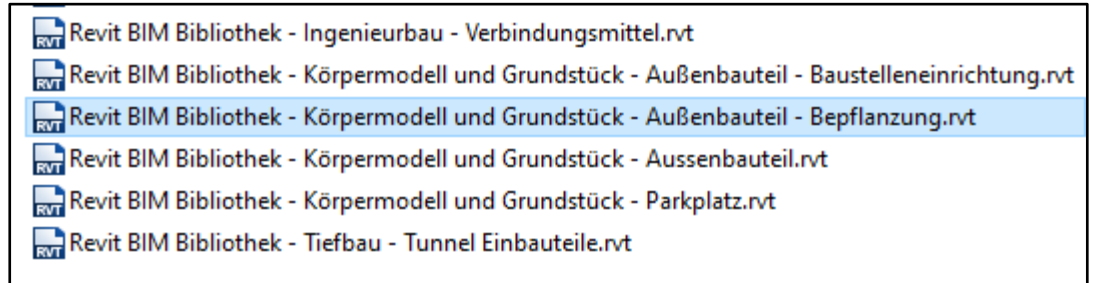 Revit BIM Bibliothek - Ingenieurbau - Verbindungsmittel.rvt
Revit BIM Bibliothek - Körpermodell und Grundstück - Außenbauteil - Baustelleneinrichtung.rvt
Revit BIM Bibliothek - Körpermodell und Grundstück - Außenbauteil - Bepflanzung.rvt
Revit BIM Bibliothek - Körpermodell und Grundstück - Aussenbauteil.rvt
Revit BIM Bibliothek - Körpermodell und Grundstück - Parkplatz.rvt
Revit BIM Bibliothek - Tiefbau - Tunnel Einbauteile.rvt